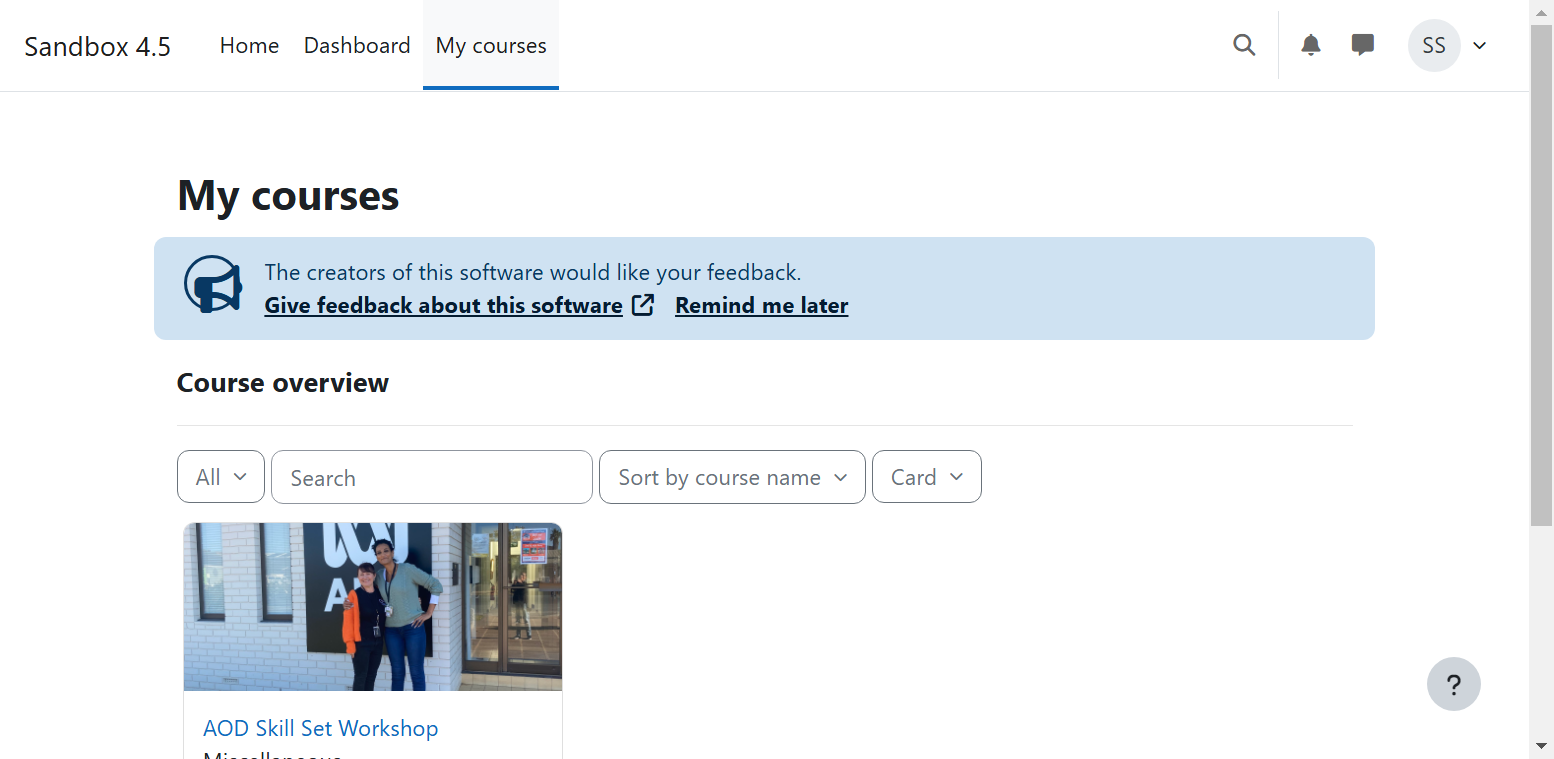 Sandbox 4.5 Home Dashboard My courses SS
My courses
The creators of this software would like your feedback.
Give feedback about this software Remind me later
Course overview
All Search Sort by course name Card
?
AOD Skill Set Workshop
Miscellaneous